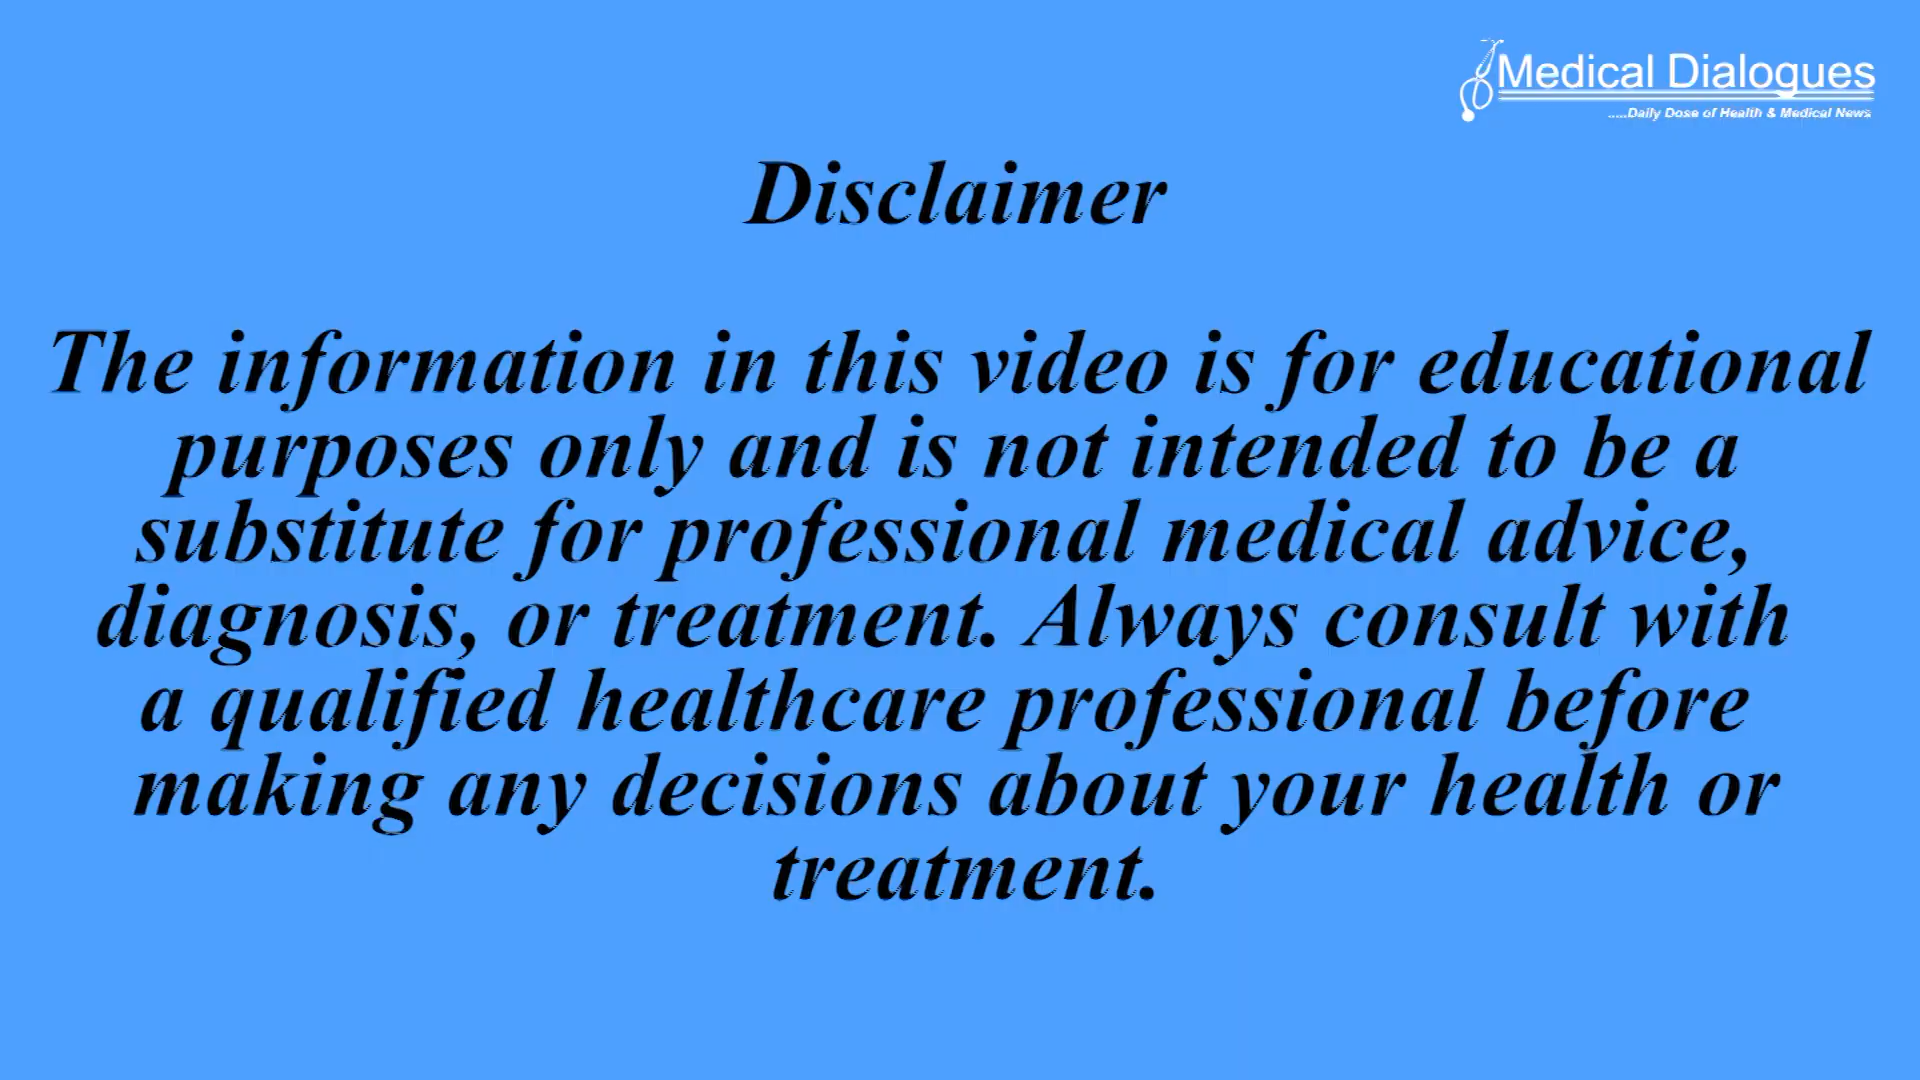 Medical Dialogues
.....Daily Dose of Health & Medical News
Disclaimer
The information in this video is for educational
purposes only and is not intended to be a
substitute for professional medical advice,
diagnosis, or treatment. Always consult with
a qualified healthcare professional before
making any decisions about your health or
treatment.